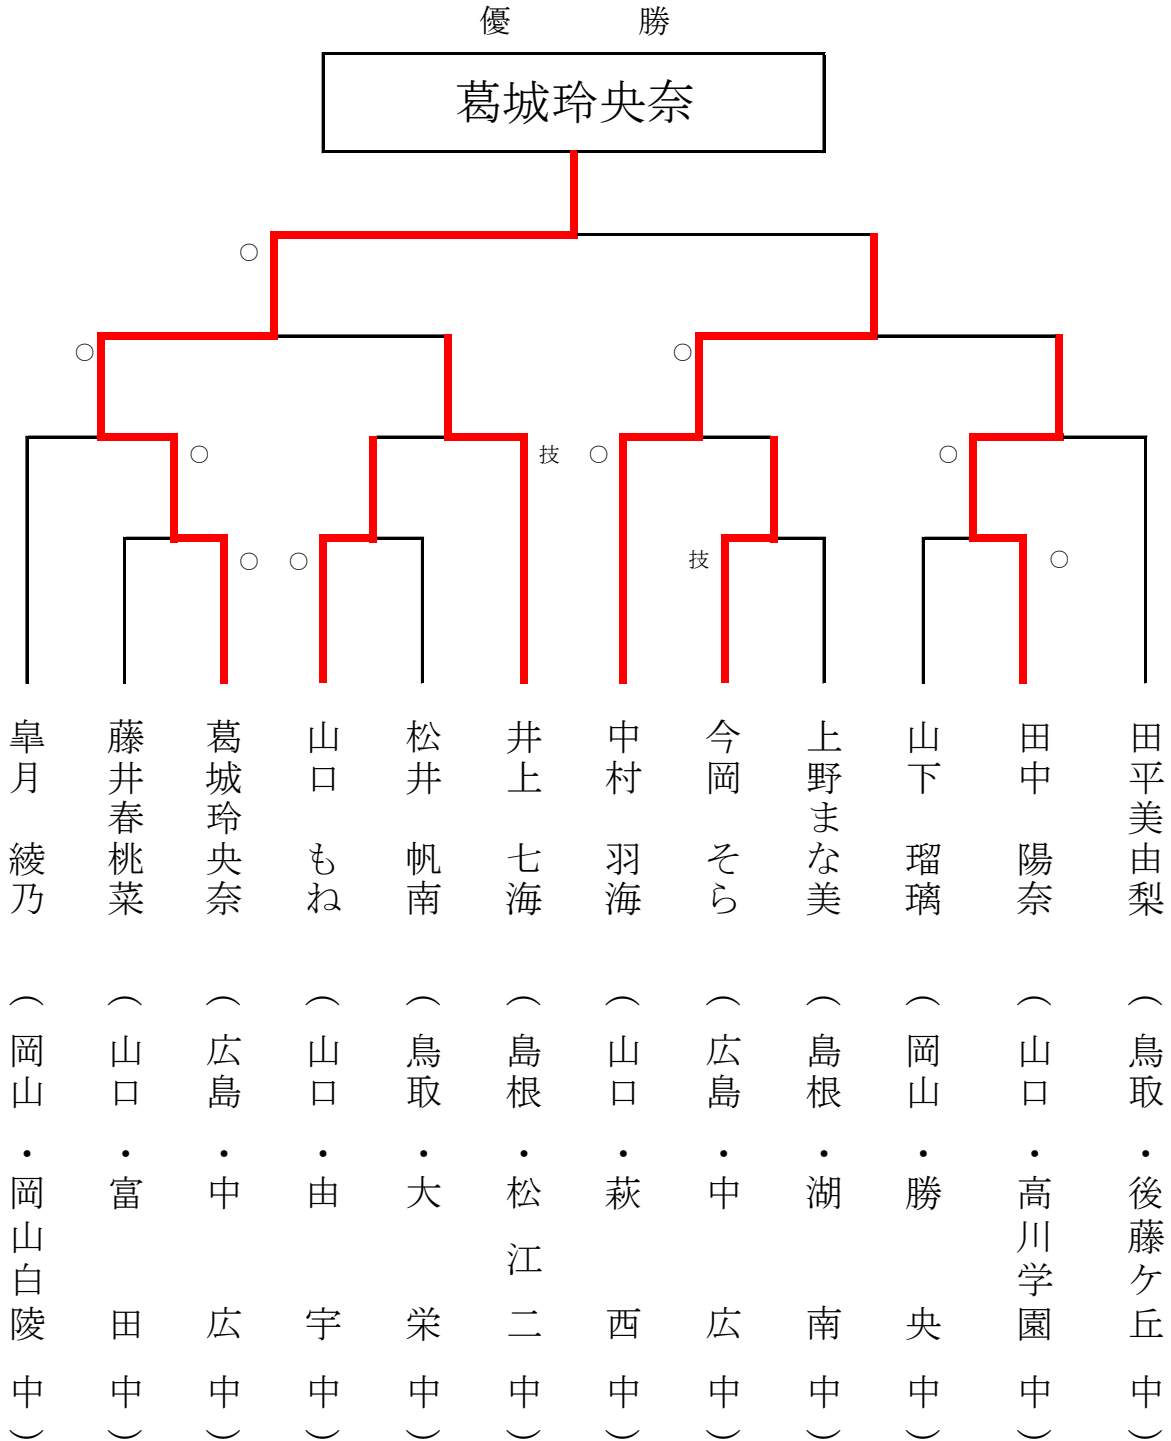 優　勝
葛城玲央奈
○
○ ○
○ 技 ○ ○
○ ○ 技 ○
皐月　綾乃（岡山・岡山白陵中）
藤井春桃菜（山口・富田中）
葛城玲央奈（広島・中広中）
山口　もね（山口・由宇中）
松井　帆南（鳥取・大栄中）
井上　七海（島根・松江二中）
中村　羽海（山口・萩西中）
今岡　そら（広島・中広中）
上野まな美（島根・湖南中）
山下　瑠璃（岡山・勝央中）
田中　陽奈（山口・高川学園中）
田平美由梨（鳥取・後藤ケ丘中）